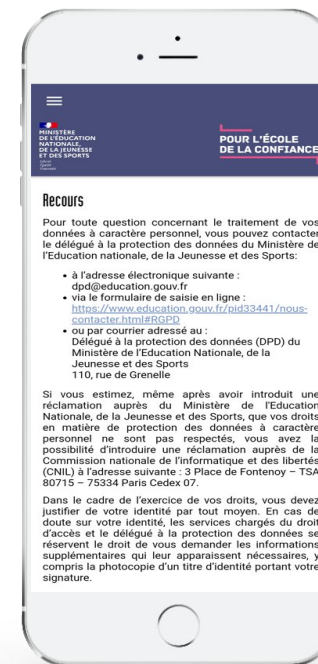 MINISTÈRE
DE L'ÉDUCATION
NATIONALE,
DE LA JEUNESSE
ET DES SPORTS
POUR L'ÉCOLE
DE LA CONFIANCE
Recours
Pour toute question concernant le traitement de vos
données à caractère personnel, vous pouvez contacter
le délégué à la protection des données du Ministère de
l'Education nationale, de la Jeunesse et des Sports:
• à l'adresse électronique suivante :
dpd@education.gouv.fr
• via le formulaire de saisie en ligne :
https://www.education.gouv.fr/pid33441/nous-
contacter.html#RGPD
• ou par courrier adressé au :
Délégué à la protection des données (DPD) du
Ministère de l'Education Nationale, de la
Jeunesse et des Sports
110, rue de Grenelle
Si vous estimez, même après avoir introduit une
réclamation auprès du Ministère de l'Education
Nationale, de la Jeunesse et des Sports, que vos droits
en matière de protection des données à caractère
personnel ne sont pas respectés, vous avez la
possibilité d'introduire une réclamation auprès de la
Commission nationale de l'informatique et des libertés
(CNIL) à l'adresse suivante : 3 Place de Fontenoy – TSA
80715 – 75334 Paris Cedex 07.
Dans le cadre de l'exercice de vos droits, vous devez
justifier de votre identité par tout moyen. En cas de
doute sur votre identité, les services chargés du droit
d'accès et le délégué à la protection des données se
réservent le droit de vous demander les informations
supplémentaires qui leur apparaissent nécessaires, y
compris la photocopie d'un titre d'identité portant votre
signature.